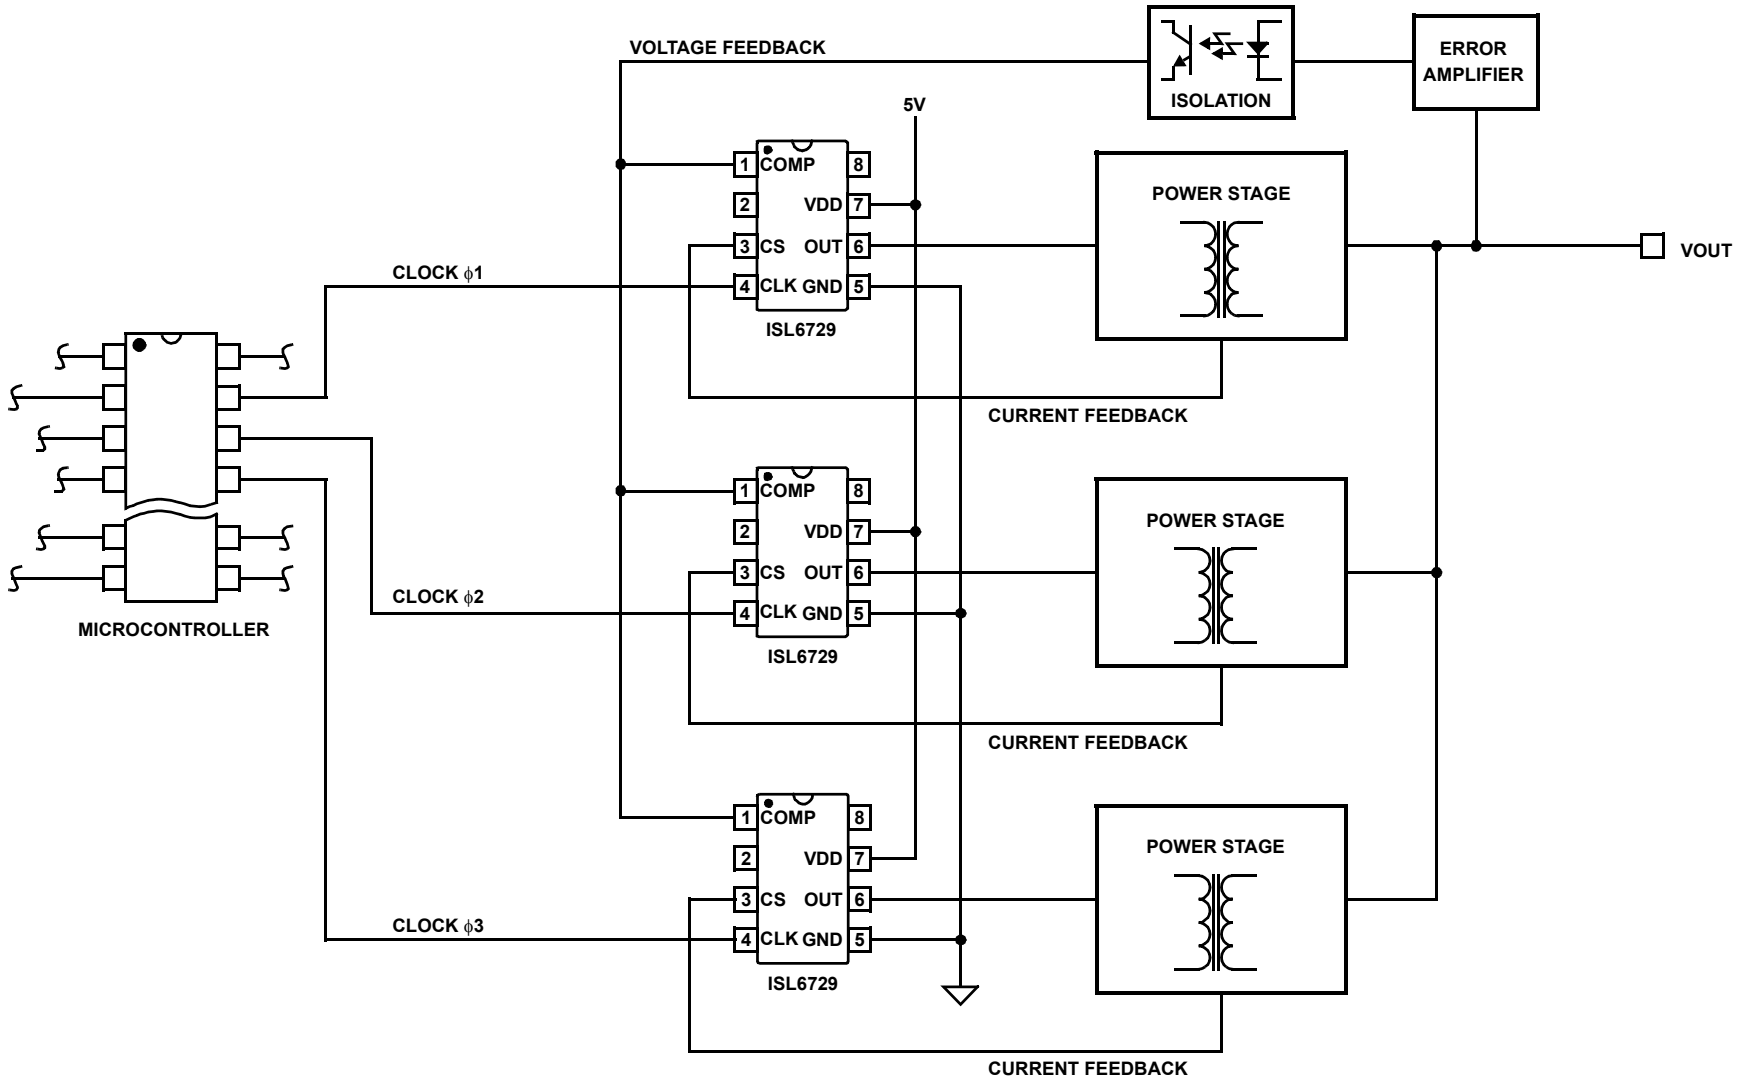 VOLTAGE FEEDBACK
ISOLATION
ERROR
AMPLIFIER
5V
1 COMP 8
2 VDD 7
3 CS OUT 6
4 CLK GND 5
ISL6729
POWER STAGE
VOUT
CLOCK ϕ1
CURRENT FEEDBACK
MICROCONTROLLER
1 COMP 8
2 VDD 7
3 CS OUT 6
4 CLK GND 5
ISL6729
POWER STAGE
CLOCK ϕ2
CURRENT FEEDBACK
1 COMP 8
2 VDD 7
3 CS OUT 6
4 CLK GND 5
ISL6729
POWER STAGE
CLOCK ϕ3
CURRENT FEEDBACK